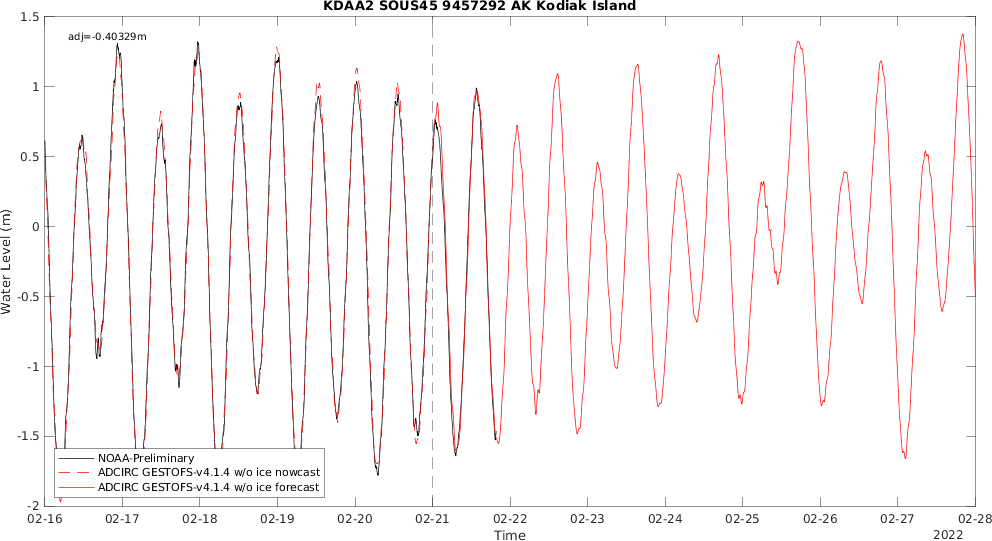 KDAA2 SOUS45 9457292 AK Kodiak Island
adj=-0.40329m
1.5
1
0.5
0
-0.5
-1
-1.5
-2
Water Level (m)
NOAA-Preliminary
ADCIRC GESTOFS-v4.1.4 w/o ice nowcast
ADCIRC GESTOFS-v4.1.4 w/o ice forecast
02-16 02-17 02-18 02-19 02-20 02-21 02-22 02-23 02-24 02-25 02-26 02-27 02-28
Time
2022